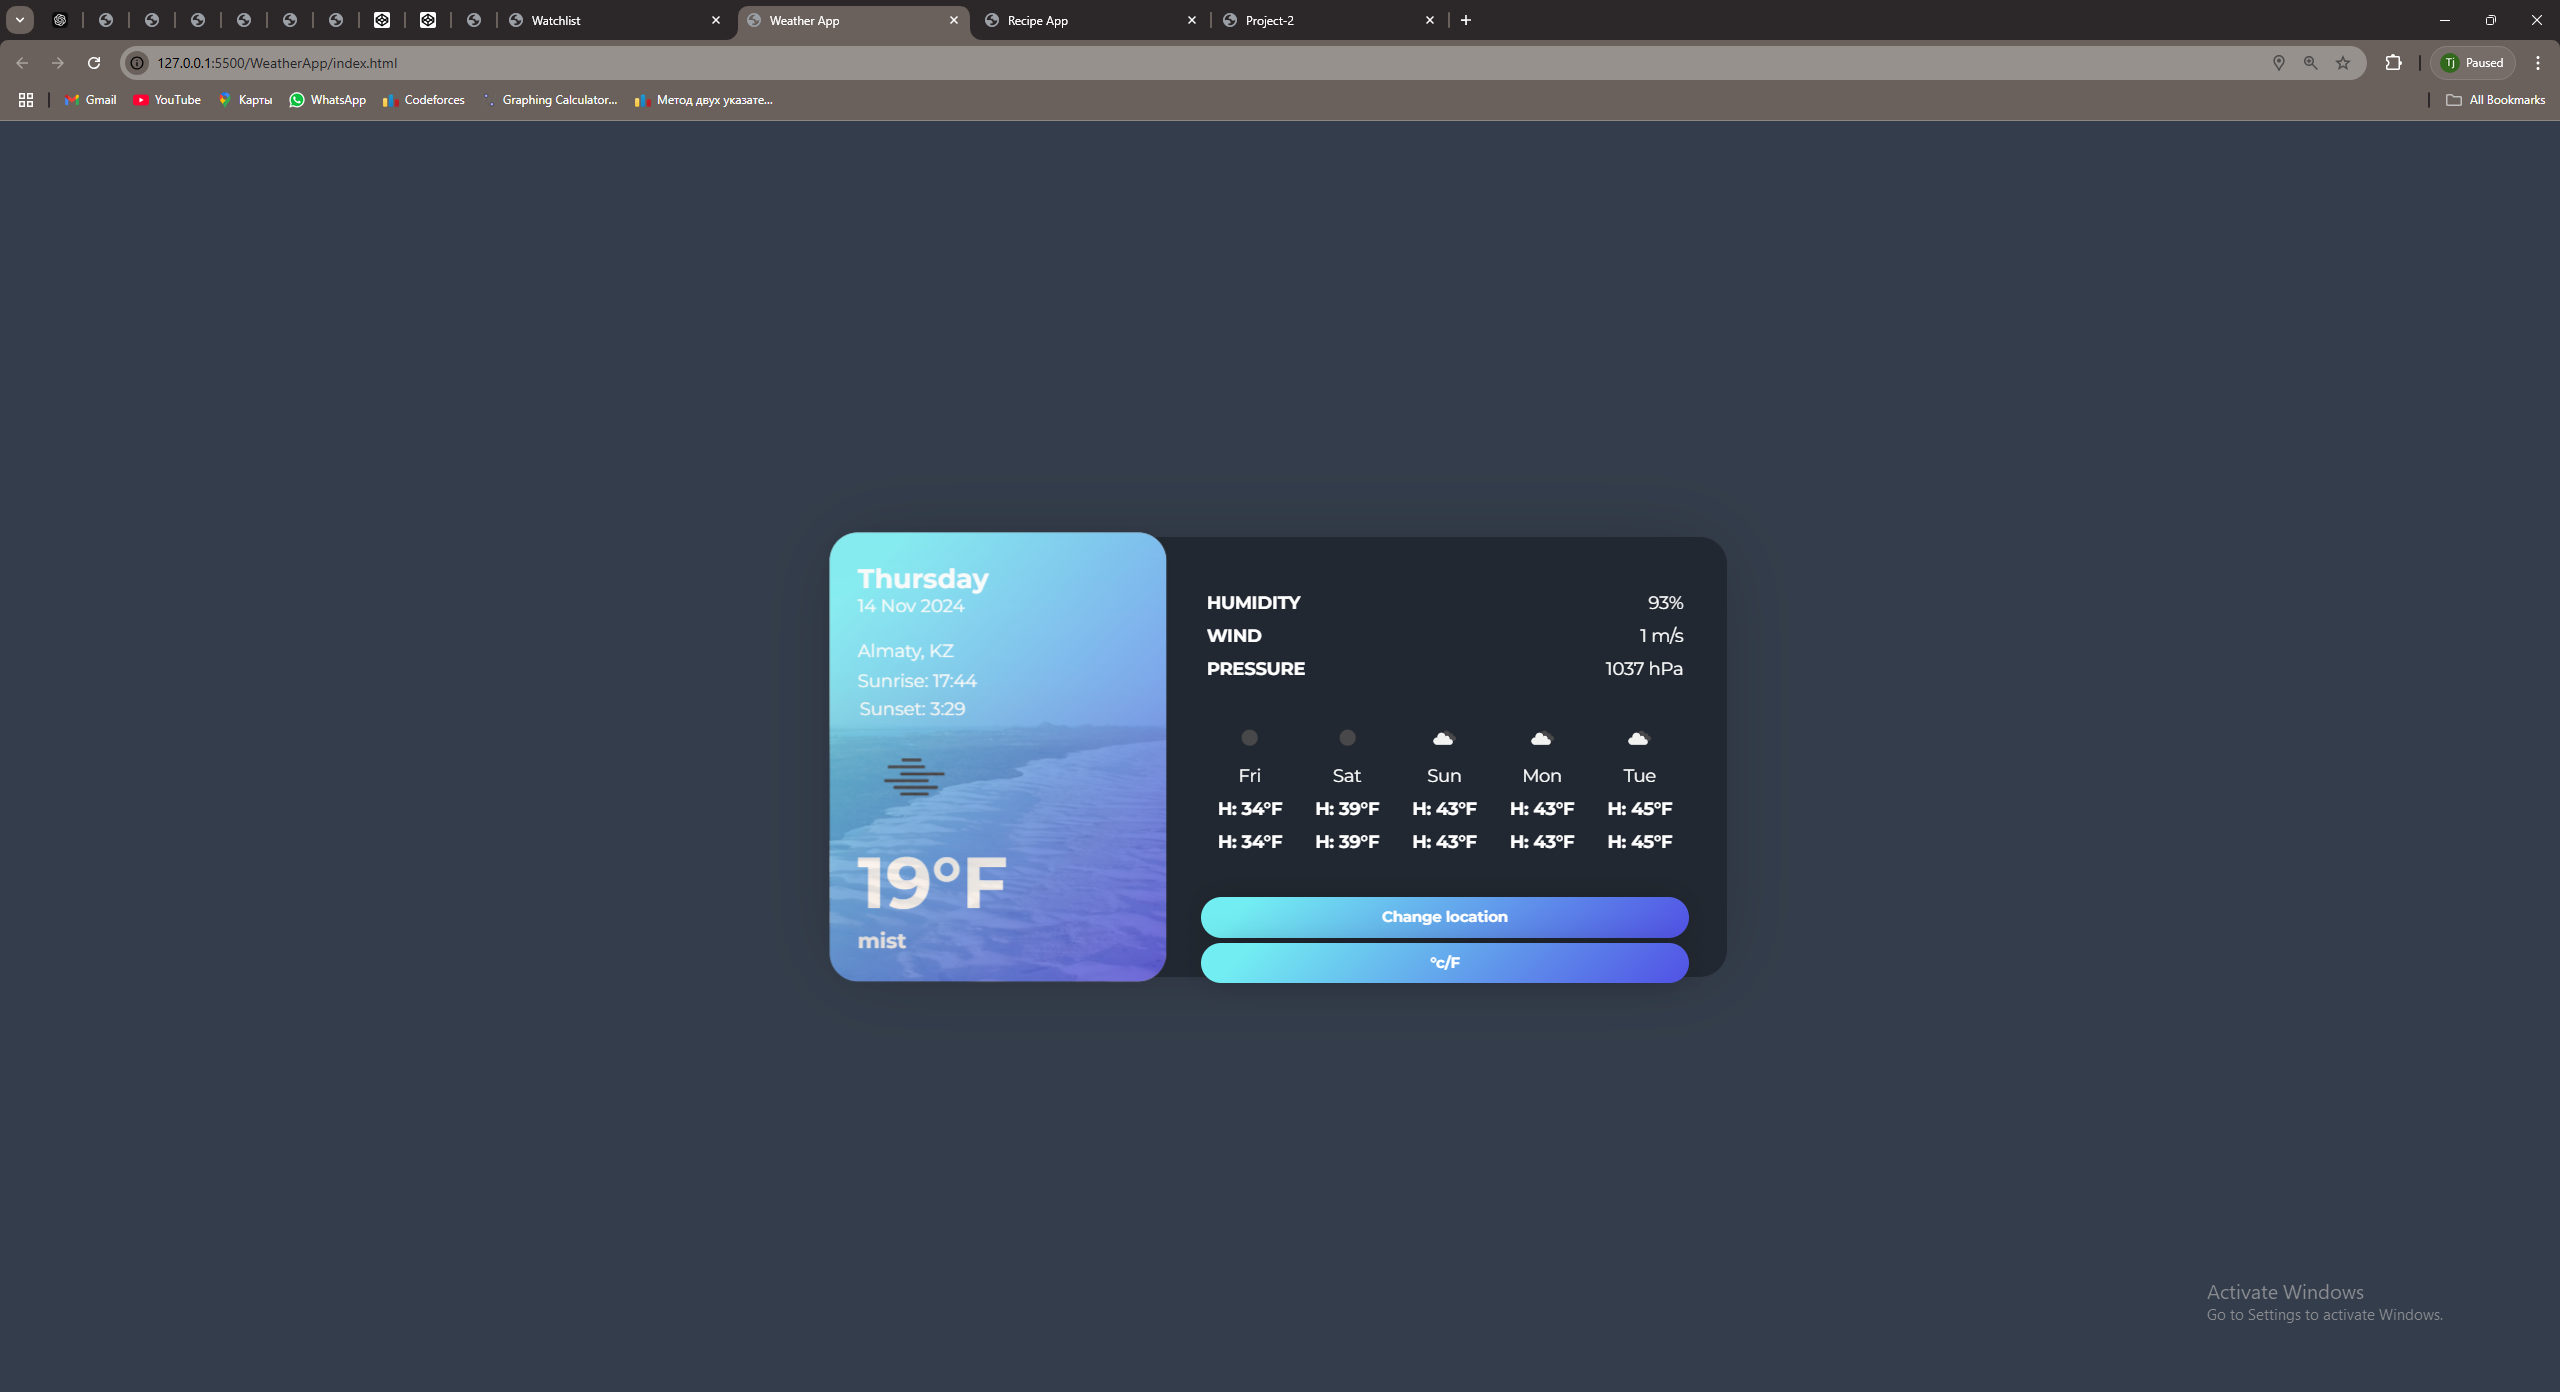 Watchlist
Weather App
Recipe App
Project-2
127.0.0.1:5500/WeatherApp/index.html
Tj Paused
Gmail
YouTube
Карты
WhatsApp
Codeforces
Graphing Calculator...
Метод двух указате...
All Bookmarks
Thursday
14 Nov 2024
Almaty, KZ
Sunrise: 17:44
Sunset: 3:29
19°F
mist
HUMIDITY 93%
WIND 1 m/s
PRESSURE 1037 hPa
Fri Sat Sun Mon Tue
H: 34°F H: 39°F H: 43°F H: 43°F H: 45°F
H: 34°F H: 39°F H: 43°F H: 43°F H: 45°F
Change location
°c/F
Activate Windows
Go to Settings to activate Windows.